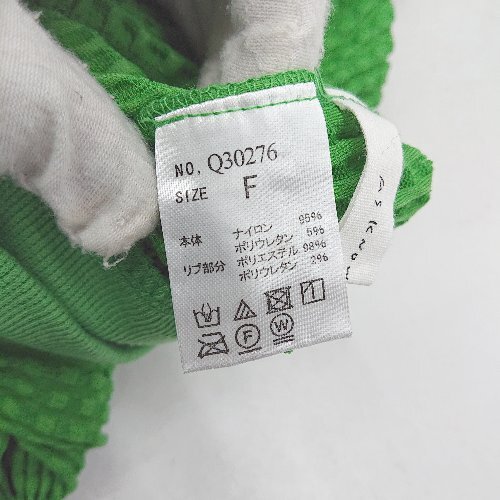 NO. Q30276
SIZE F
本体 ナイロン 95%
ポリウレタン 5%
リブ部分 ポリエステル 98%
ポリウレタン 2%
F W